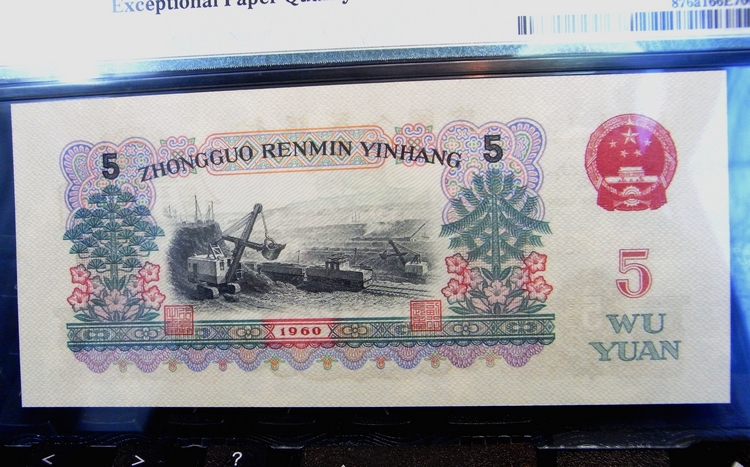 Exceptional Paper Quality
5 ZHONGGUO RENMIN YINHANG 5
1960
5
WU
YUAN
< > ?